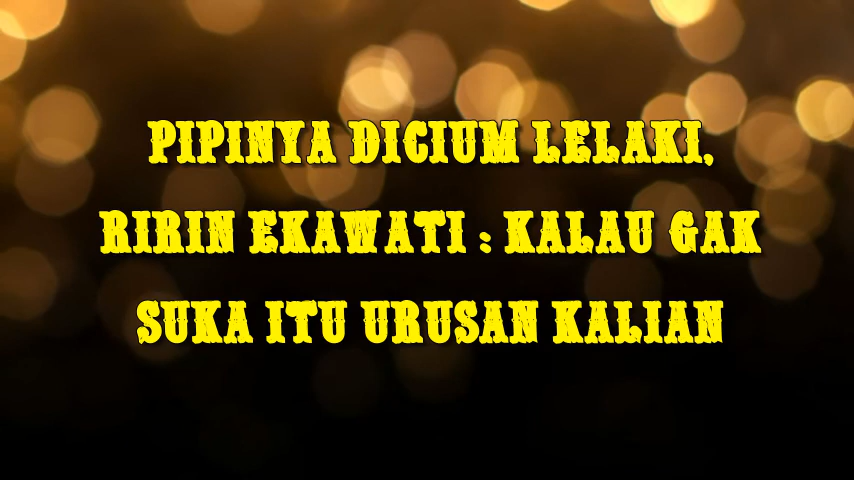 PIPINYA DICIUM LELAKI,
RIRIN EKAWATI : KALAU GAK
SUKA ITU URUSAN KALIAN